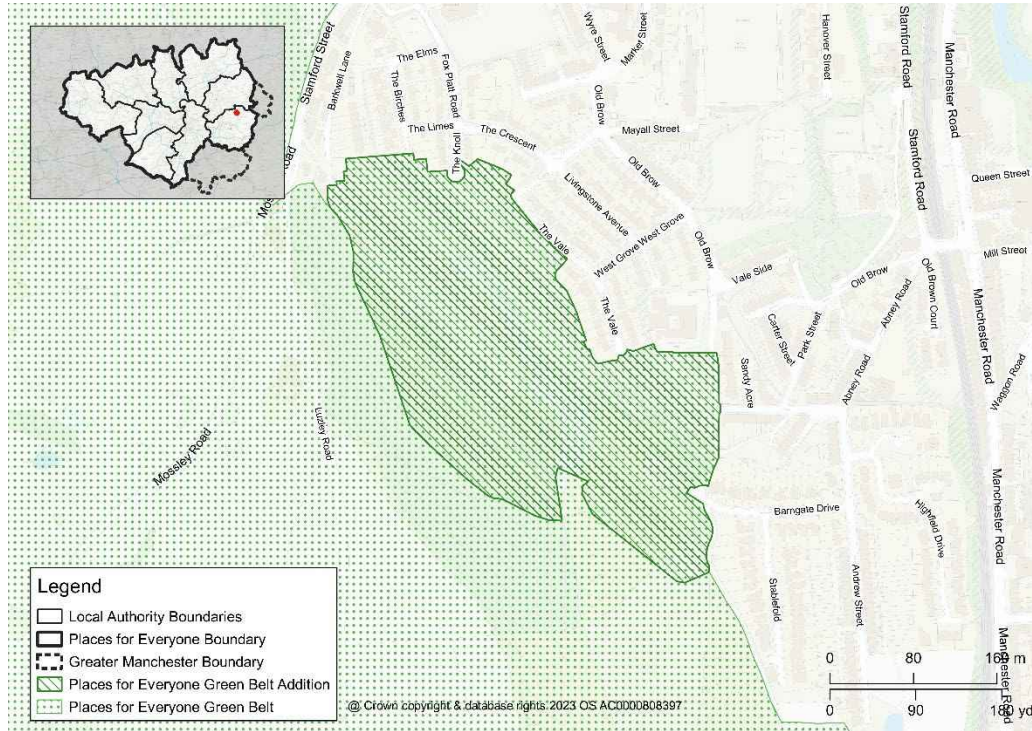 Stamford Street
Barkwell Lane
The Elms
The Birches
Fox Platt Road
The Limes
The Knoll
The Crescent
Wyre Street
Market Street
Old Brow
Mayall Street
Old Brow
Livingstone Avenue
West Grove West Grove
The Vale
The Vale
Old Brow
Vale Side
Hanover Street
Stamford Road
Manchester Road
Stamford Road
Queen Street
Mill Street
Old Brow
Old Brown Court
Abney Road
Park Street
Carter Street
Abney Road
Manchester Road
Waggon Road
Sandy Acre
Luzley Road
Mossley Road
Barngate Drive
Highfield Drive
Stablefold
Andrew Street
Manchester Road
Manchester Road
Legend
Local Authority Boundaries
Places for Everyone Boundary
Greater Manchester Boundary
Places for Everyone Green Belt Addition
Places for Everyone Green Belt
@ Crown copyright & database rights 2023 OS AC0000808397
0 80 160 m
0 90 180 yd